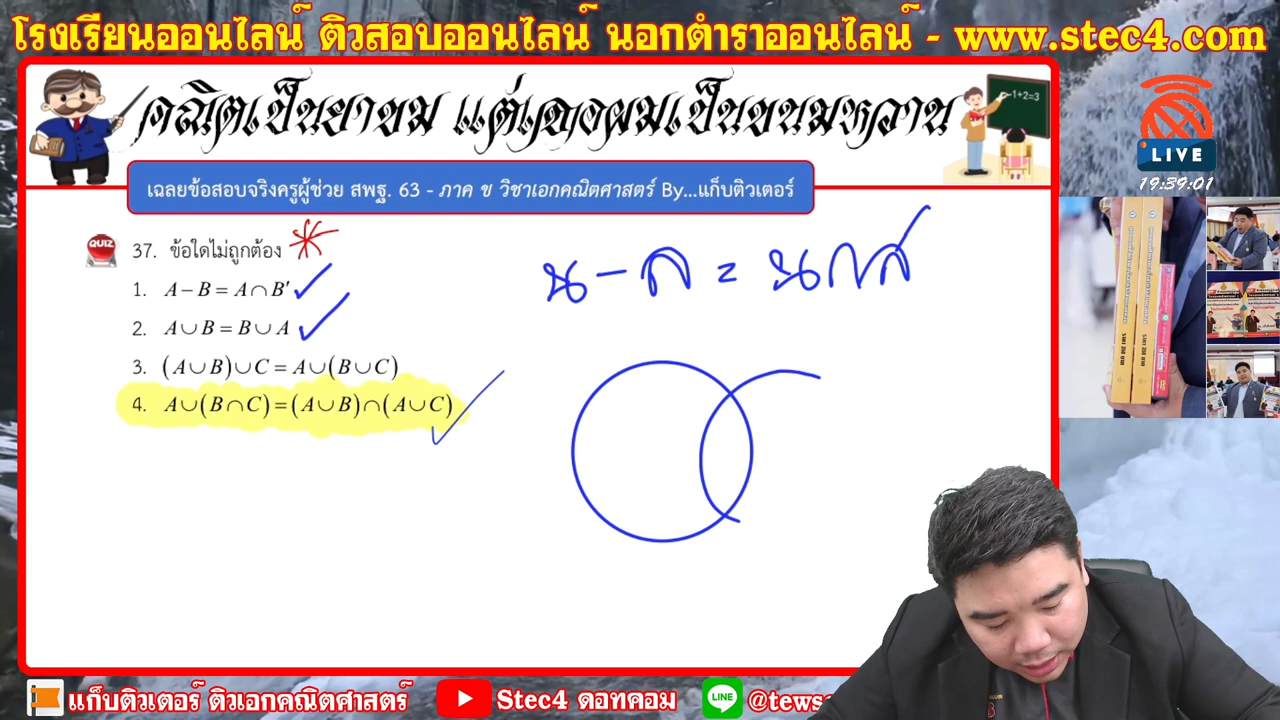 โรงเรียนออนไลน์ ติวสอบออนไลน์ นอกตำราออนไลน์ - www.stec4.com
คณิตเป็นยาขม แต่เธอผมเป็นขนมหวาน
1+2=3
LIVE
19:39:01
เฉลยข้อสอบจริงครูผู้ช่วย สพฐ. 63 - ภาค ข วิชาเอกคณิตศาสตร์ By...แก็บติวเตอร์
QUIZ
37. ข้อใดไม่ถูกต้อง
1. A − B = A ∩ B′
2. A ∪ B = B ∪ A
3. (A ∪ B) ∪ C = A ∪ (B ∪ C)
4. A ∪ (B ∩ C) = (A ∪ B) ∩ (A ∪ C)
แก็บติวเตอร์ ติวเอกคณิตศาสตร์
Stec4 ดอทคอม
LINE